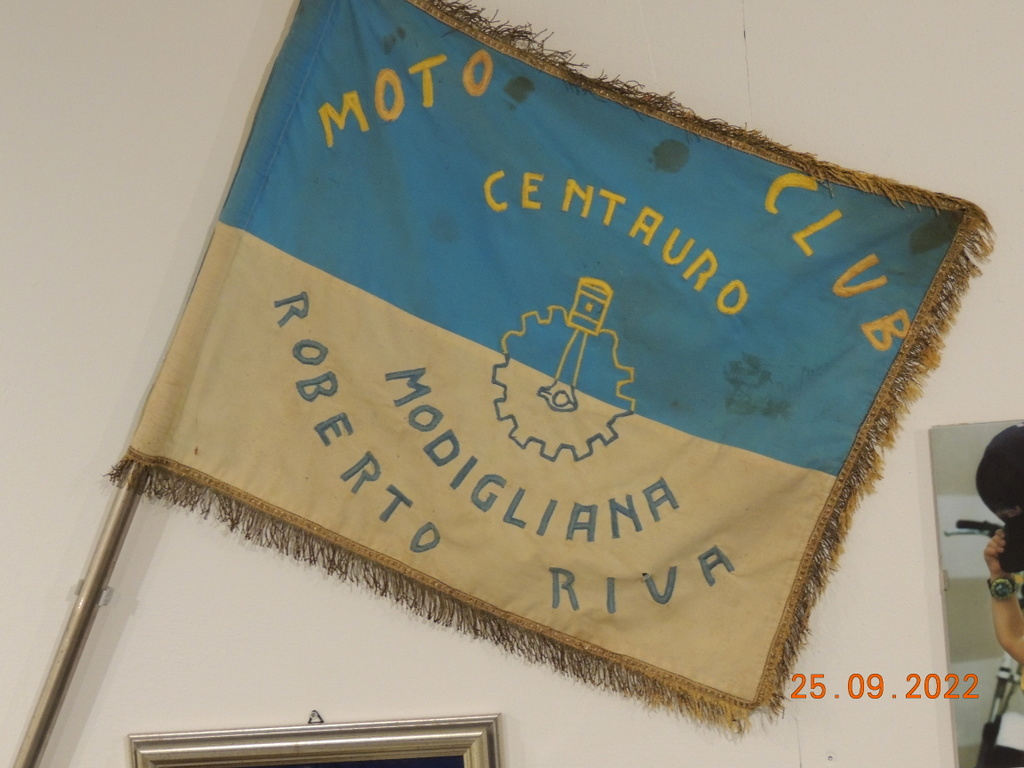 MOTO CLUB
CENTAURO
MODIGLIANA
ROBERTO RIVA
25.09.2022